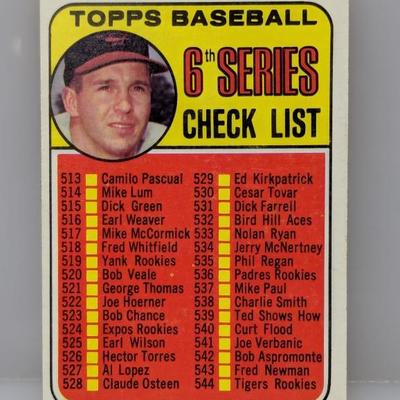 TOPPS BASEBALL
6th SERIES
CHECK LIST
513 Camilo Pascual
514 Mike Lum
515 Dick Green
516 Earl Weaver
517 Mike McCormick
518 Fred Whitfield
519 Yank Rookies
520 Bob Veale
521 George Thomas
522 Joe Hoerner
523 Bob Chance
524 Expos Rookies
525 Earl Wilson
526 Hector Torres
527 Al Lopez
528 Claude Osteen
529 Ed Kirkpatrick
530 Cesar Tovar
531 Dick Farrell
532 Bird Hill Aces
533 Nolan Ryan
534 Jerry McNertney
535 Phil Regan
536 Padres Rookies
537 Mike Paul
538 Charlie Smith
539 Ted Shows How
540 Curt Flood
541 Joe Verbanic
542 Bob Aspromonte
543 Fred Newman
544 Tigers Rookies